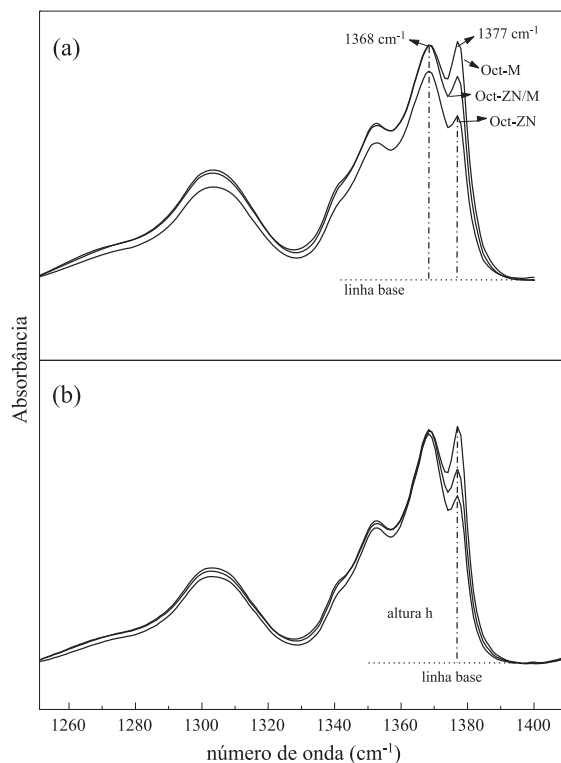 (a)
1368 cm⁻¹
1377 cm⁻¹
Oct-M
Oct-ZN/M
Oct-ZN
linha base
Absorbância
(b)
altura h
linha base
1260 1280 1300 1320 1340 1360 1380 1400
número de onda (cm⁻¹)